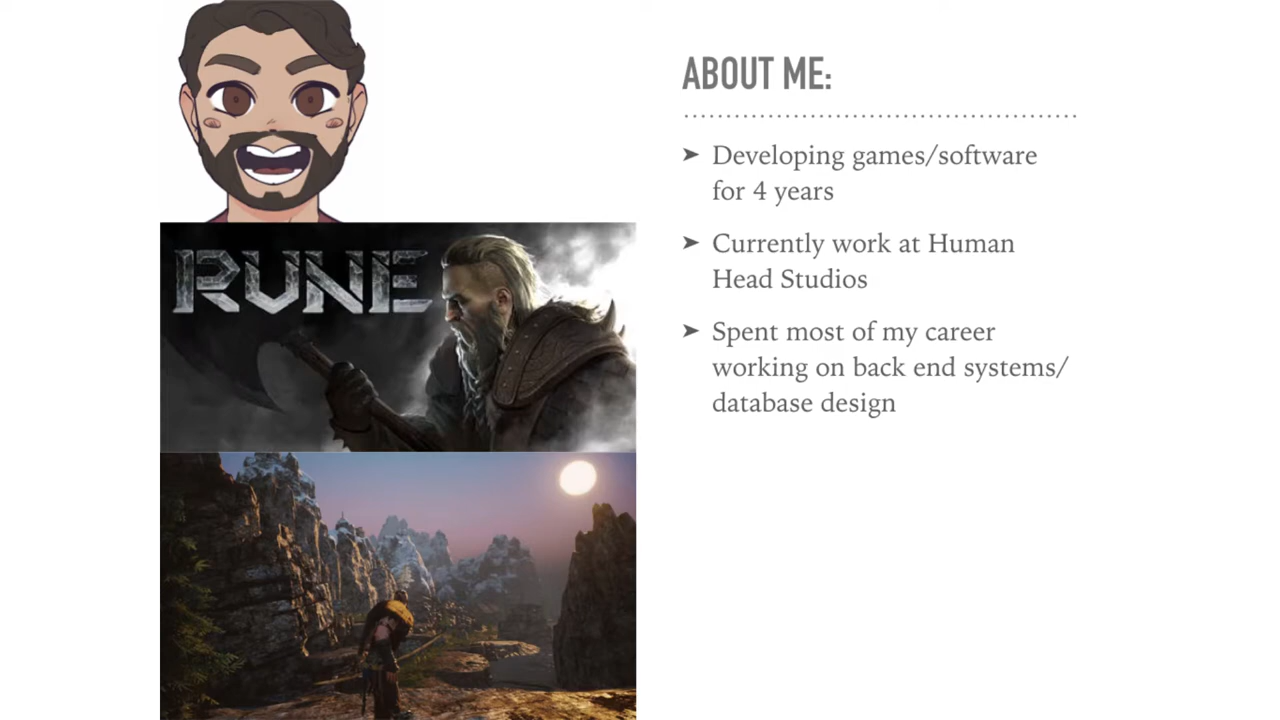 RUNE
ABOUT ME:
➤ Developing games/software
for 4 years
➤ Currently work at Human
Head Studios
➤ Spent most of my career
working on back end systems/
database design